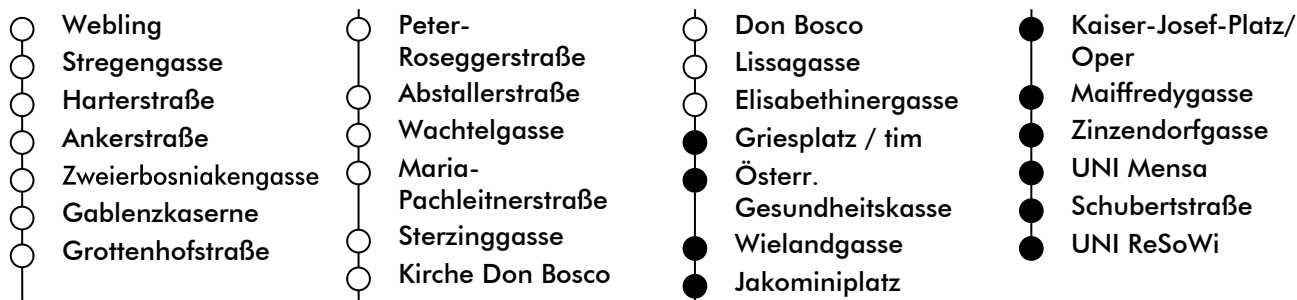 Webling
Stregengasse
Harterstraße
Ankerstraße
Zweierbosniakengasse
Gablenzkaserne
Grottenhofstraße
Peter-
Roseggerstraße
Abstallerstraße
Wachtelgasse
Maria-
Pachleitnerstraße
Sterzinggasse
Kirche Don Bosco
Don Bosco
Lissagasse
Elisabethinergasse
Griesplatz / tim
Österr.
Gesundheitskasse
Wielandgasse
Jakominiplatz
Kaiser-Josef-Platz/
Oper
Maiffredygasse
Zinzendorfgasse
UNI Mensa
Schubertstraße
UNI ReSoWi